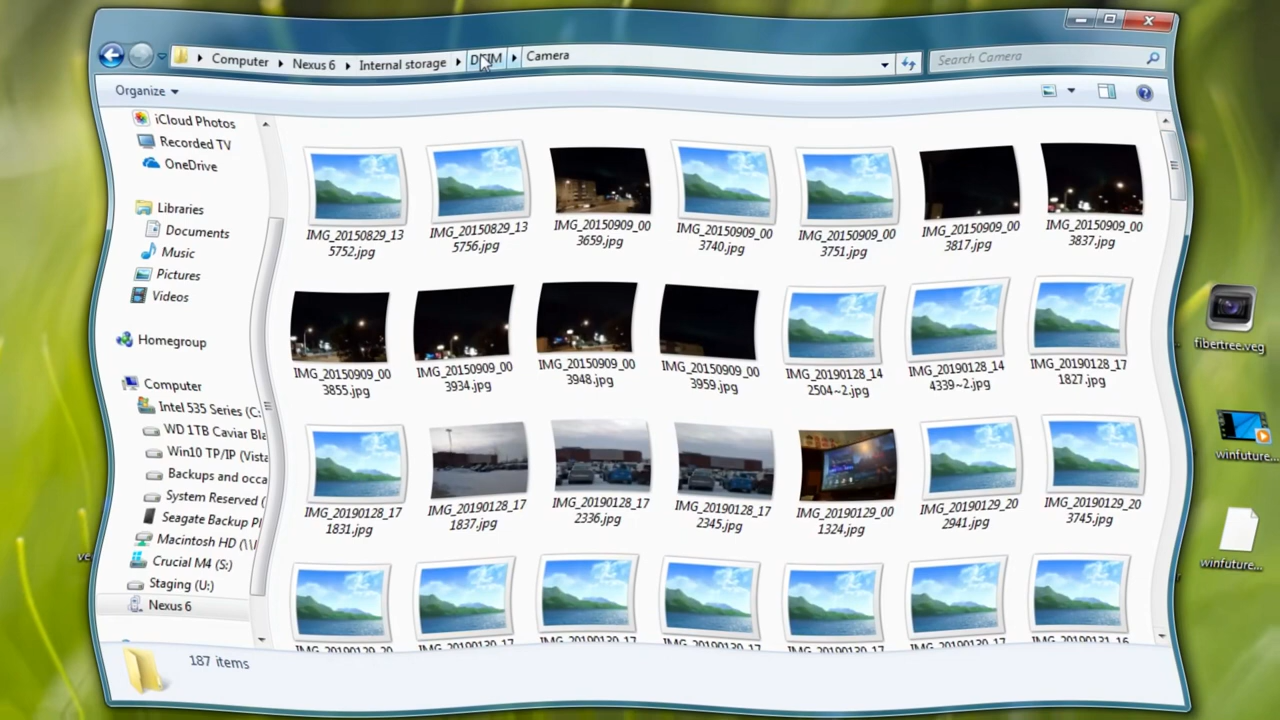 Computer Nexus 6 Internal storage DCIM Camera
Search Camera
Organize
iCloud Photos
Recorded TV
OneDrive
Libraries
Documents
Music
Pictures
Videos
Homegroup
Computer
Intel 535 Series (C:
WD 1TB Caviar Bla
Win10 TP/IP (Vista
Backups and occa
System Reserved (
Seagate Backup Pl
Macintosh HD (\\
Crucial M4 (S:)
Staging (U:)
Nexus 6
IMG_20150829_13
5752.jpg
IMG_20150829_13
5756.jpg
IMG_20150909_00
3659.jpg
IMG_20150909_00
3740.jpg
IMG_20150909_00
3751.jpg
IMG_20150909_00
3817.jpg
IMG_20150909_00
3837.jpg
IMG_20150909_00
3855.jpg
IMG_20150909_00
3934.jpg
IMG_20150909_00
3948.jpg
IMG_20150909_00
3959.jpg
IMG_20190128_14
2504~2.jpg
IMG_20190128_14
4339~2.jpg
IMG_20190128_17
1827.jpg
IMG_20190128_17
1831.jpg
IMG_20190128_17
1837.jpg
IMG_20190128_17
2336.jpg
IMG_20190128_17
2345.jpg
IMG_20190129_00
1324.jpg
IMG_20190129_20
2941.jpg
IMG_20190129_20
3745.jpg
IMG_20190129_20
IMG_20190130_17
IMG_20190130_17
IMG_20190130_17
IMG_20190130_17
IMG_20190130_17
IMG_20190131_16
187 items
fibertree.veg
winfuture...
winfuture...
ve